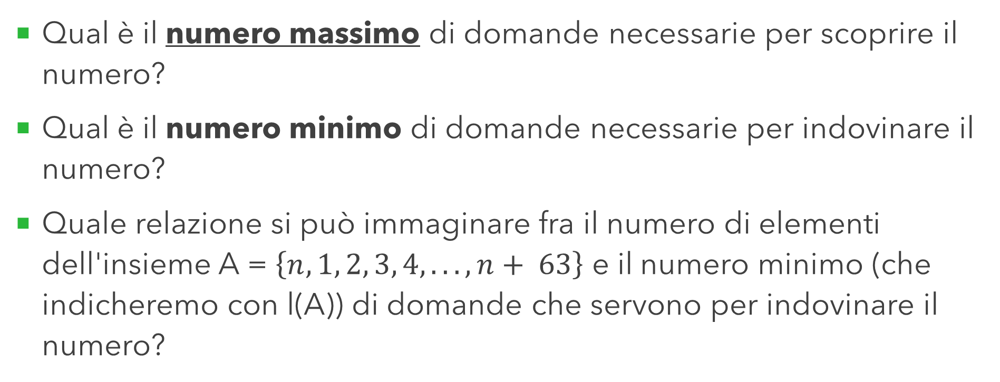 Qual è il numero massimo di domande necessarie per scoprire il
numero?
Qual è il numero minimo di domande necessarie per indovinare il
numero?
Quale relazione si può immaginare fra il numero di elementi
dell'insieme A = {n, 1, 2, 3, 4, . . . , n + 63} e il numero minimo (che
indicheremo con l(A)) di domande che servono per indovinare il
numero?